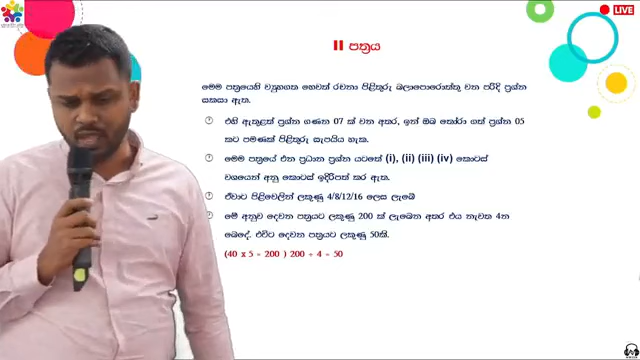 LIVE
II පත්‍රය
මෙම පත්‍රයෙහි ව්‍යුහගත හෙවත් රචනා පිළිතුරු බලාපොරොත්තු වන පරිදි ප්‍රශ්න
සකසා ඇත.
එහි ඇතුළත් ප්‍රශ්න ගණන 07 ක් වන අතර, ඉන් ඔබ තෝරා ගත් ප්‍රශ්න 05
කට පමණක් පිළිතුරු සැපයිය හැක.
මෙම පත්‍රයේ එක ප්‍රධාන ප්‍රශ්න යටතේ (i), (ii) (iii) (iv) කොටස්
වශයෙන් අනු කොටස් ඉදිරිපත් කර ඇත.
ඒවාට පිළිවෙලින් ලකුණු 4/8/12/16 ලෙස ලැබේ
මේ අනුව දෙවන පත්‍රයට ලකුණු 200 ක් ලැබෙන අතර එය නැවත 4න
බෙදේ. එවිට දෙවන පත්‍රයට ලකුණු 50කි.
(40 x 5 = 200 ) 200 ÷ 4 = 50